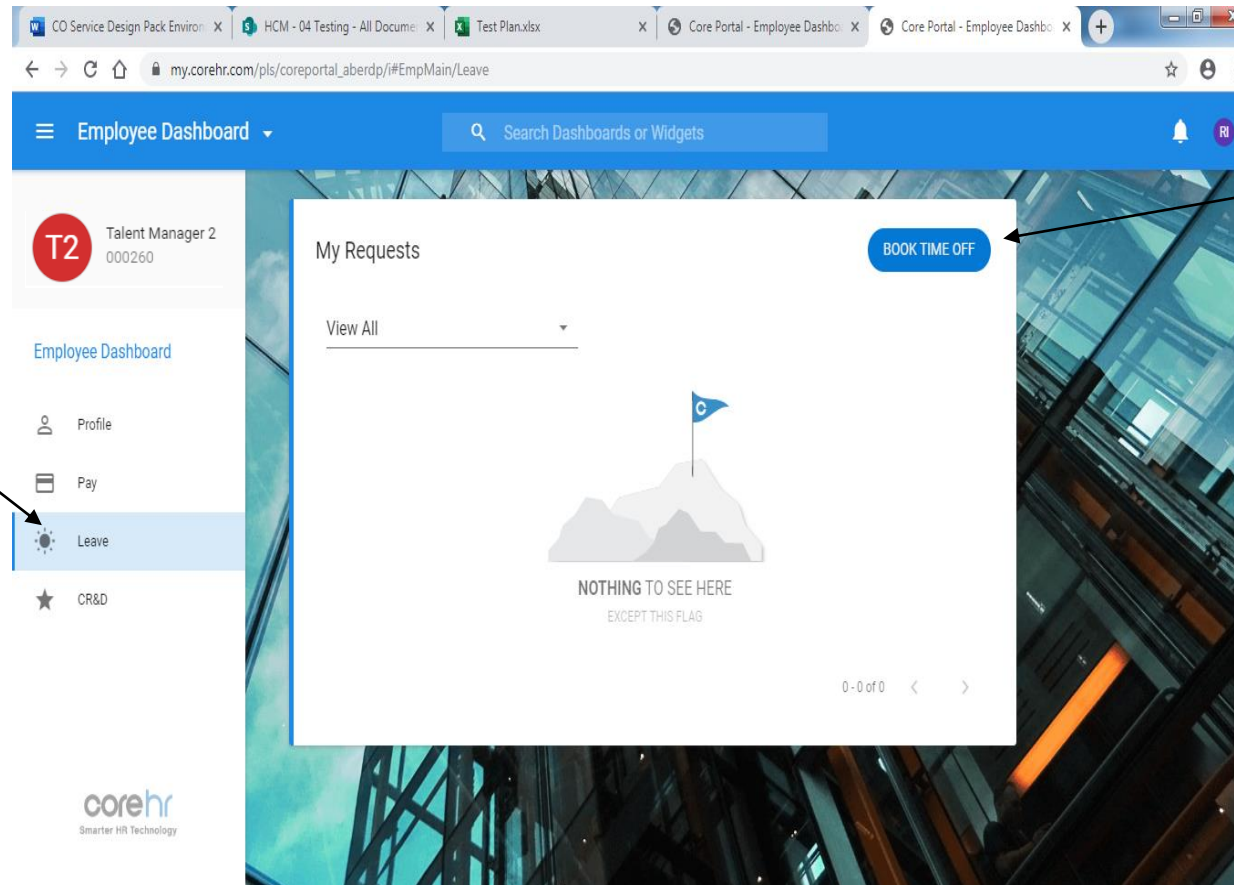 CO Service Design Pack Environ
HCM - 04 Testing - All Docume
Test Plan.xlsx
Core Portal - Employee Dashbo
Core Portal - Employee Dashbo
my.corehr.com/pls/coreportal_aberdp/i#EmpMain/Leave
Employee Dashboard
Search Dashboards or Widgets
RI
T2
Talent Manager 2
000260
My Requests
BOOK TIME OFF
View All
Employee Dashboard
Profile
Pay
Leave
CR&D
C
NOTHING TO SEE HERE
EXCEPT THIS FLAG
0 - 0 of 0
corehr
Smarter HR Technology